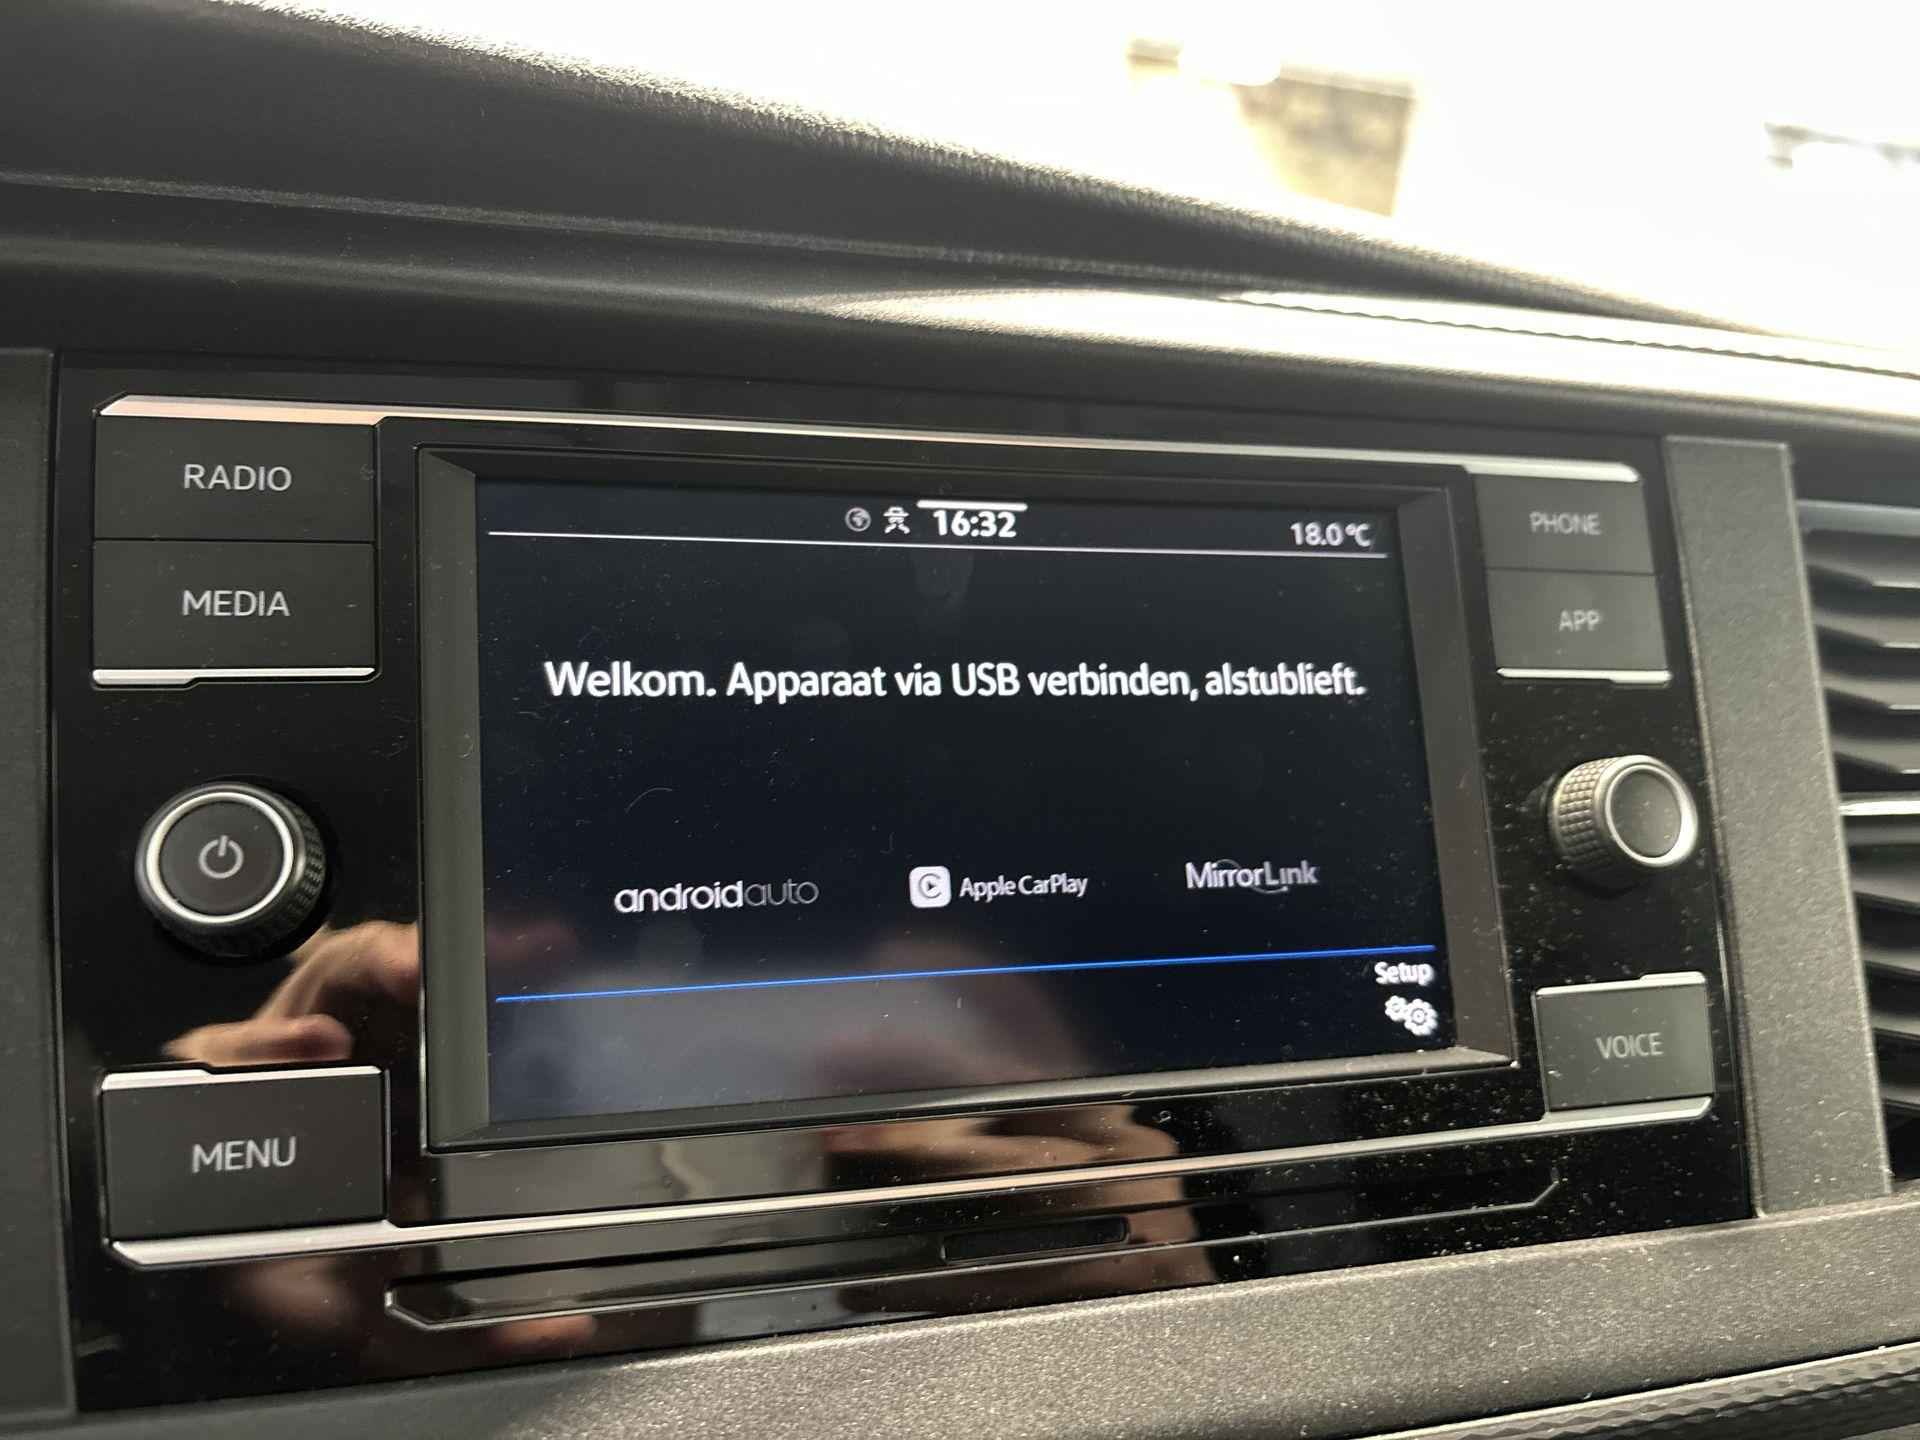 RADIO
MEDIA
MENU
16:32
18.0°C
Welkom. Apparaat via USB verbinden, alstublieft.
androidauto
Apple CarPlay
MirrorLink
Setup
PHONE
APP
VOICE